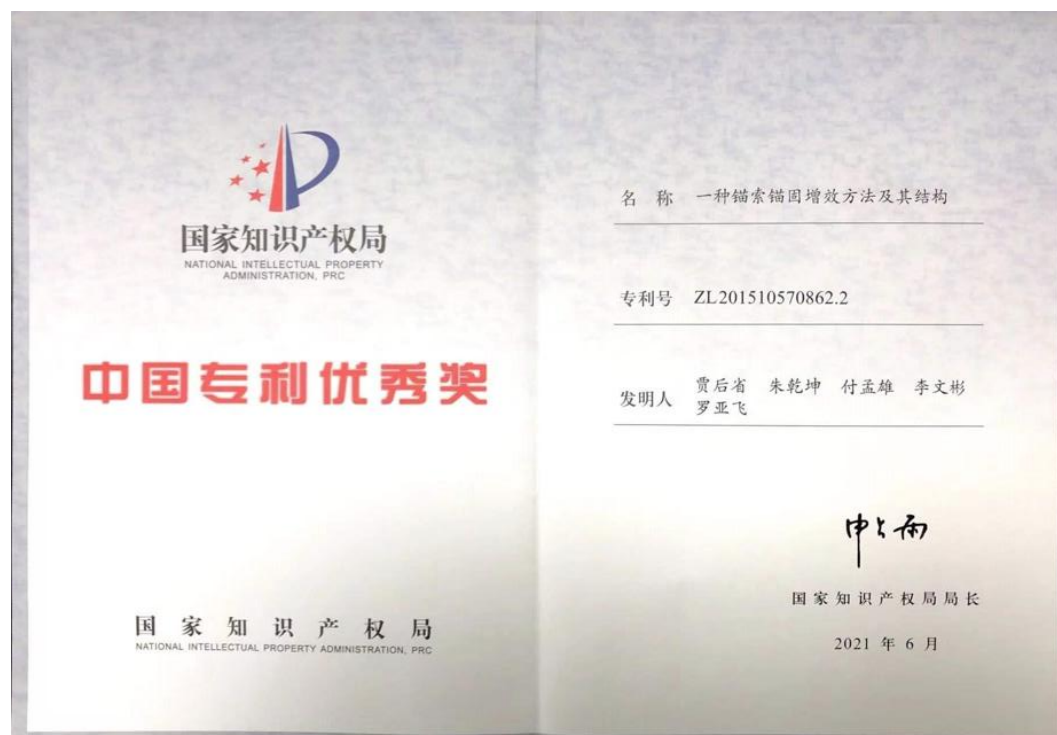 国家知识产权局
NATIONAL INTELLECTUAL PROPERTY
ADMINISTRATION, PRC
中国专利优秀奖
国家知识产权局
NATIONAL INTELLECTUAL PROPERTY ADMINISTRATION, PRC
名 称 一种锚索锚固增效方法及其结构
专利号 ZL201510570862.2
发明人 贾后省 朱乾坤 付孟雄 李文彬
罗亚飞
申长雨
国家知识产权局局长
2021 年 6 月